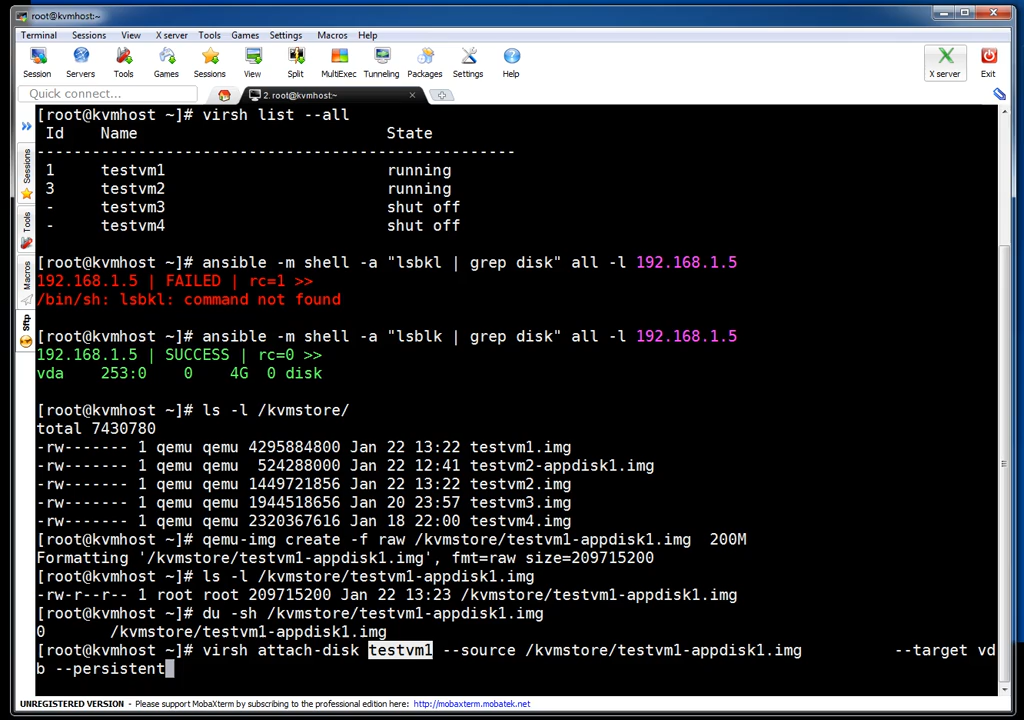 root@kvmhost:~
Terminal Sessions View X server Tools Games Settings Macros Help
Session Servers Tools Games Sessions View Split MultiExec Tunneling Packages Settings Help X server Exit
Quick connect...
2. root@kvmhost:~
Sessions
Tools
Macros
Sftp
[root@kvmhost ~]# virsh list --all
Id Name State
----------------------------------------------------
1 testvm1 running
3 testvm2 running
- testvm3 shut off
- testvm4 shut off
[root@kvmhost ~]# ansible -m shell -a "lsbkl | grep disk" all -l 192.168.1.5
192.168.1.5 | FAILED | rc=1 >>
/bin/sh: lsbkl: command not found
[root@kvmhost ~]# ansible -m shell -a "lsblk | grep disk" all -l 192.168.1.5
192.168.1.5 | SUCCESS | rc=0 >>
vda 253:0 0 4G 0 disk
[root@kvmhost ~]# ls -l /kvmstore/
total 7430780
-rw------- 1 qemu qemu 4295884800 Jan 22 13:22 testvm1.img
-rw------- 1 qemu qemu 524288000 Jan 22 12:41 testvm2-appdisk1.img
-rw------- 1 qemu qemu 1449721856 Jan 22 13:22 testvm2.img
-rw------- 1 qemu qemu 1944518656 Jan 20 23:57 testvm3.img
-rw------- 1 qemu qemu 2320367616 Jan 18 22:00 testvm4.img
[root@kvmhost ~]# qemu-img create -f raw /kvmstore/testvm1-appdisk1.img 200M
Formatting '/kvmstore/testvm1-appdisk1.img', fmt=raw size=209715200
[root@kvmhost ~]# ls -l /kvmstore/testvm1-appdisk1.img
-rw-r--r-- 1 root root 209715200 Jan 22 13:23 /kvmstore/testvm1-appdisk1.img
[root@kvmhost ~]# du -sh /kvmstore/testvm1-appdisk1.img
0 /kvmstore/testvm1-appdisk1.img
[root@kvmhost ~]# virsh attach-disk testvm1 --source /kvmstore/testvm1-appdisk1.img --target vd
b --persistent
UNREGISTERED VERSION - Please support MobaXterm by subscribing to the professional edition here: http://mobaxterm.mobatek.net